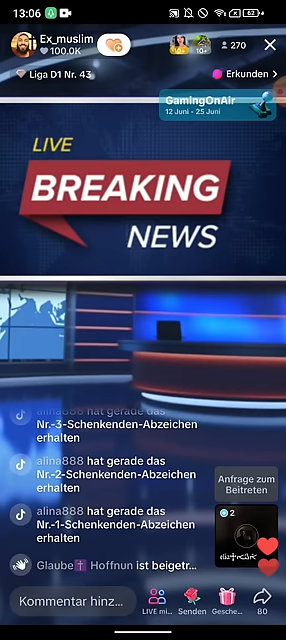 13:06
62
Ex_muslim
100.0K
10+
10+
270
Liga D1 Nr. 43
Erkunden >
GamingOnAir
12 Juni - 25 Juni
LIVE
BREAKING
NEWS
alina888 hat gerade das
Nr.-3-Schenkenden-Abzeichen
erhalten
alina888 hat gerade das
Nr.-2-Schenkenden-Abzeichen
erhalten
alina888 hat gerade das
Nr.-1-Schenkenden-Abzeichen
erhalten
Anfrage zum
Beitreten
2
Glaube✝️ Hoffnun ist beigetr...
Kommentar hinz...
LIVE mi...
Senden
Gesche...
80